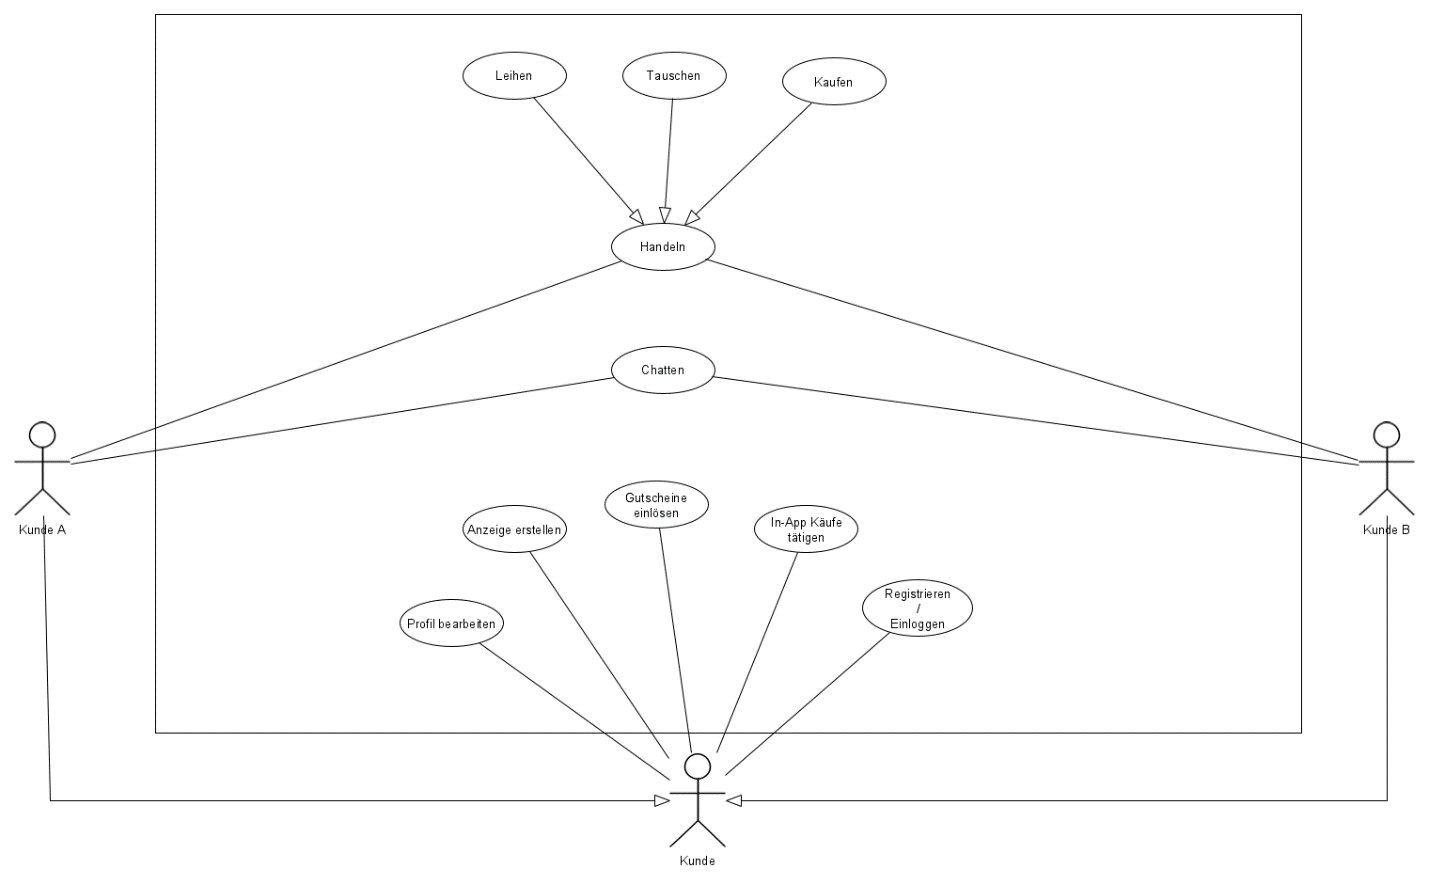 Leihen
Tauschen
Kaufen
Handeln
Chatten
Kunde A
Kunde B
Gutscheine
einlösen
In-App Käufe
tätigen
Anzeige erstellen
Registrieren
/
Einloggen
Profil bearbeiten
Kunde